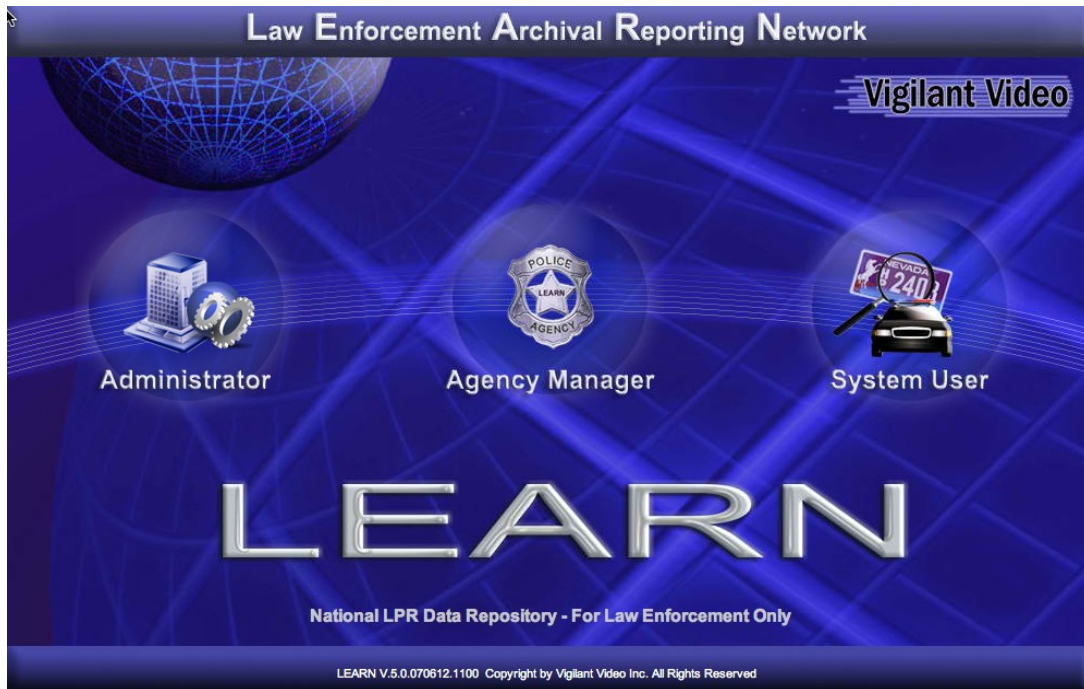 Law Enforcement Archival Reporting Network
Vigilant Video
POLICE
LEARN
AGENCY
NEVADA
240
Administrator
Agency Manager
System User
LEARN
National LPR Data Repository - For Law Enforcement Only
LEARN V.5.0.070612.1100 Copyright by Vigilant Video Inc. All Rights Reserved